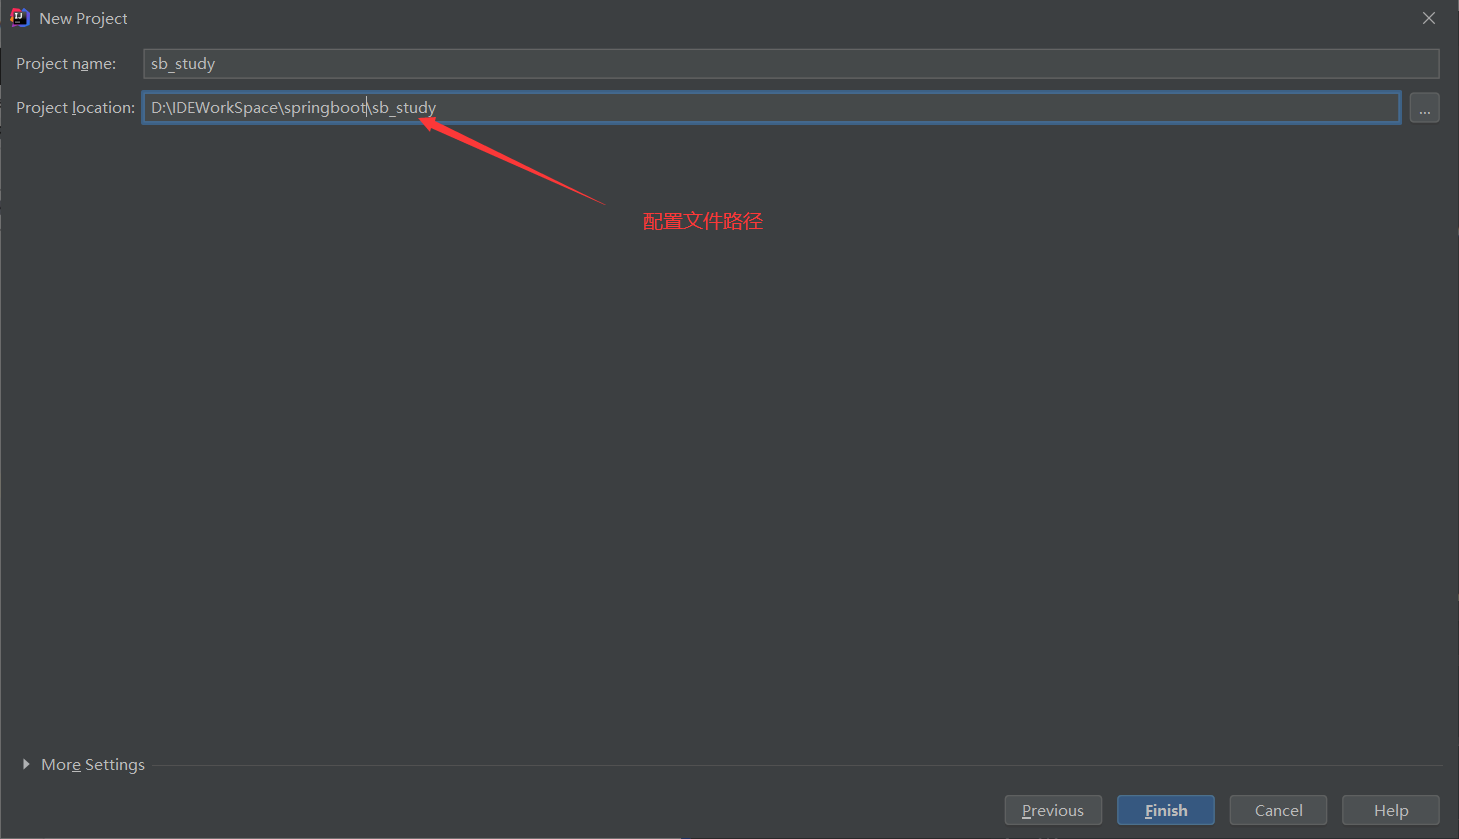 New Project
Project name: sb_study
Project location: D:\IDEWorkSpace\springboot\sb_study ...
配置文件路径
More Settings
Previous Finish Cancel Help